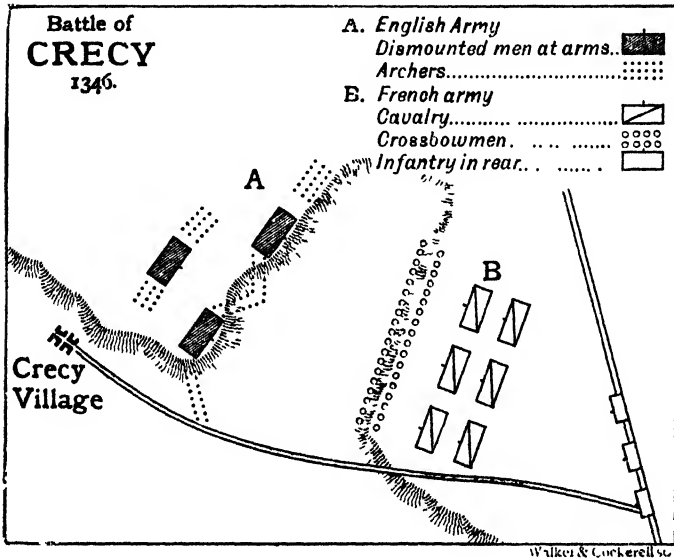 Battle of
CRECY
1346.
A. English Army
Dismounted men at arms..
Archers......................
B. French army
Cavalry.......................
Crossbowmen. .. .. ......
Infantry in rear.. . .......
A
B
Crecy
Village
Walker & Cockerell sc